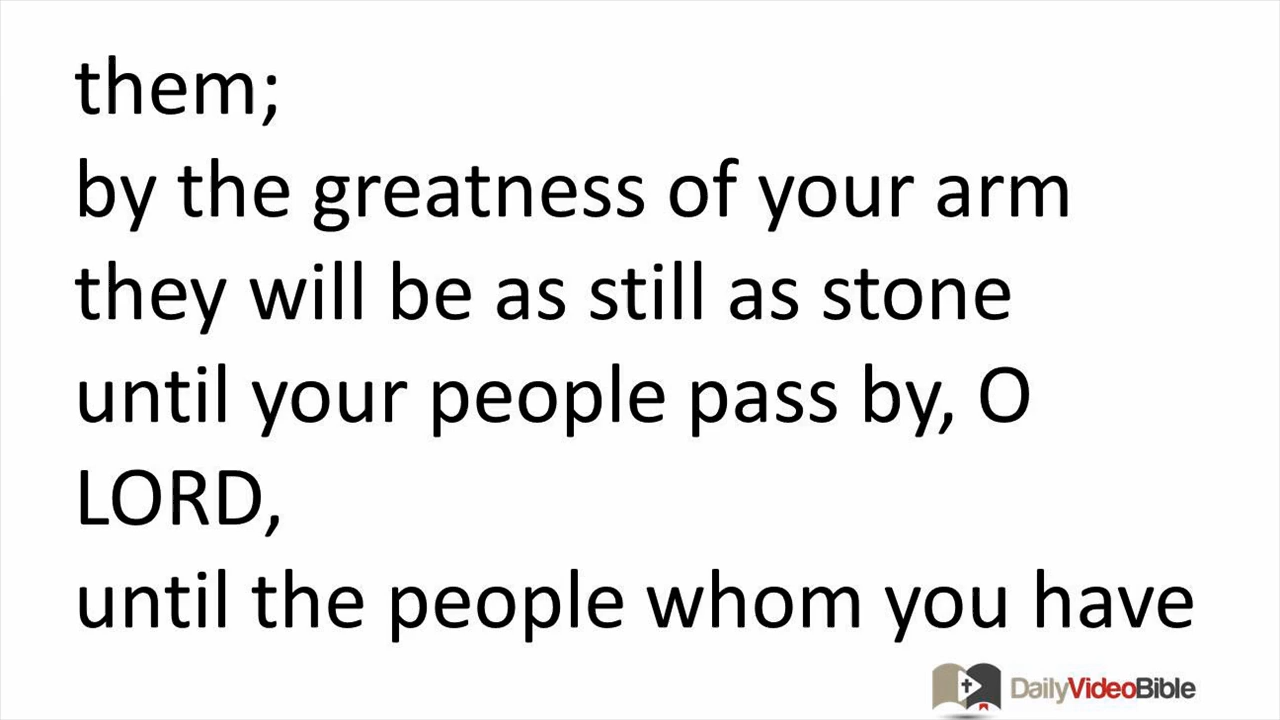 them;
by the greatness of your arm
they will be as still as stone
until your people pass by, O
LORD,
until the people whom you have
DailyVideoBible